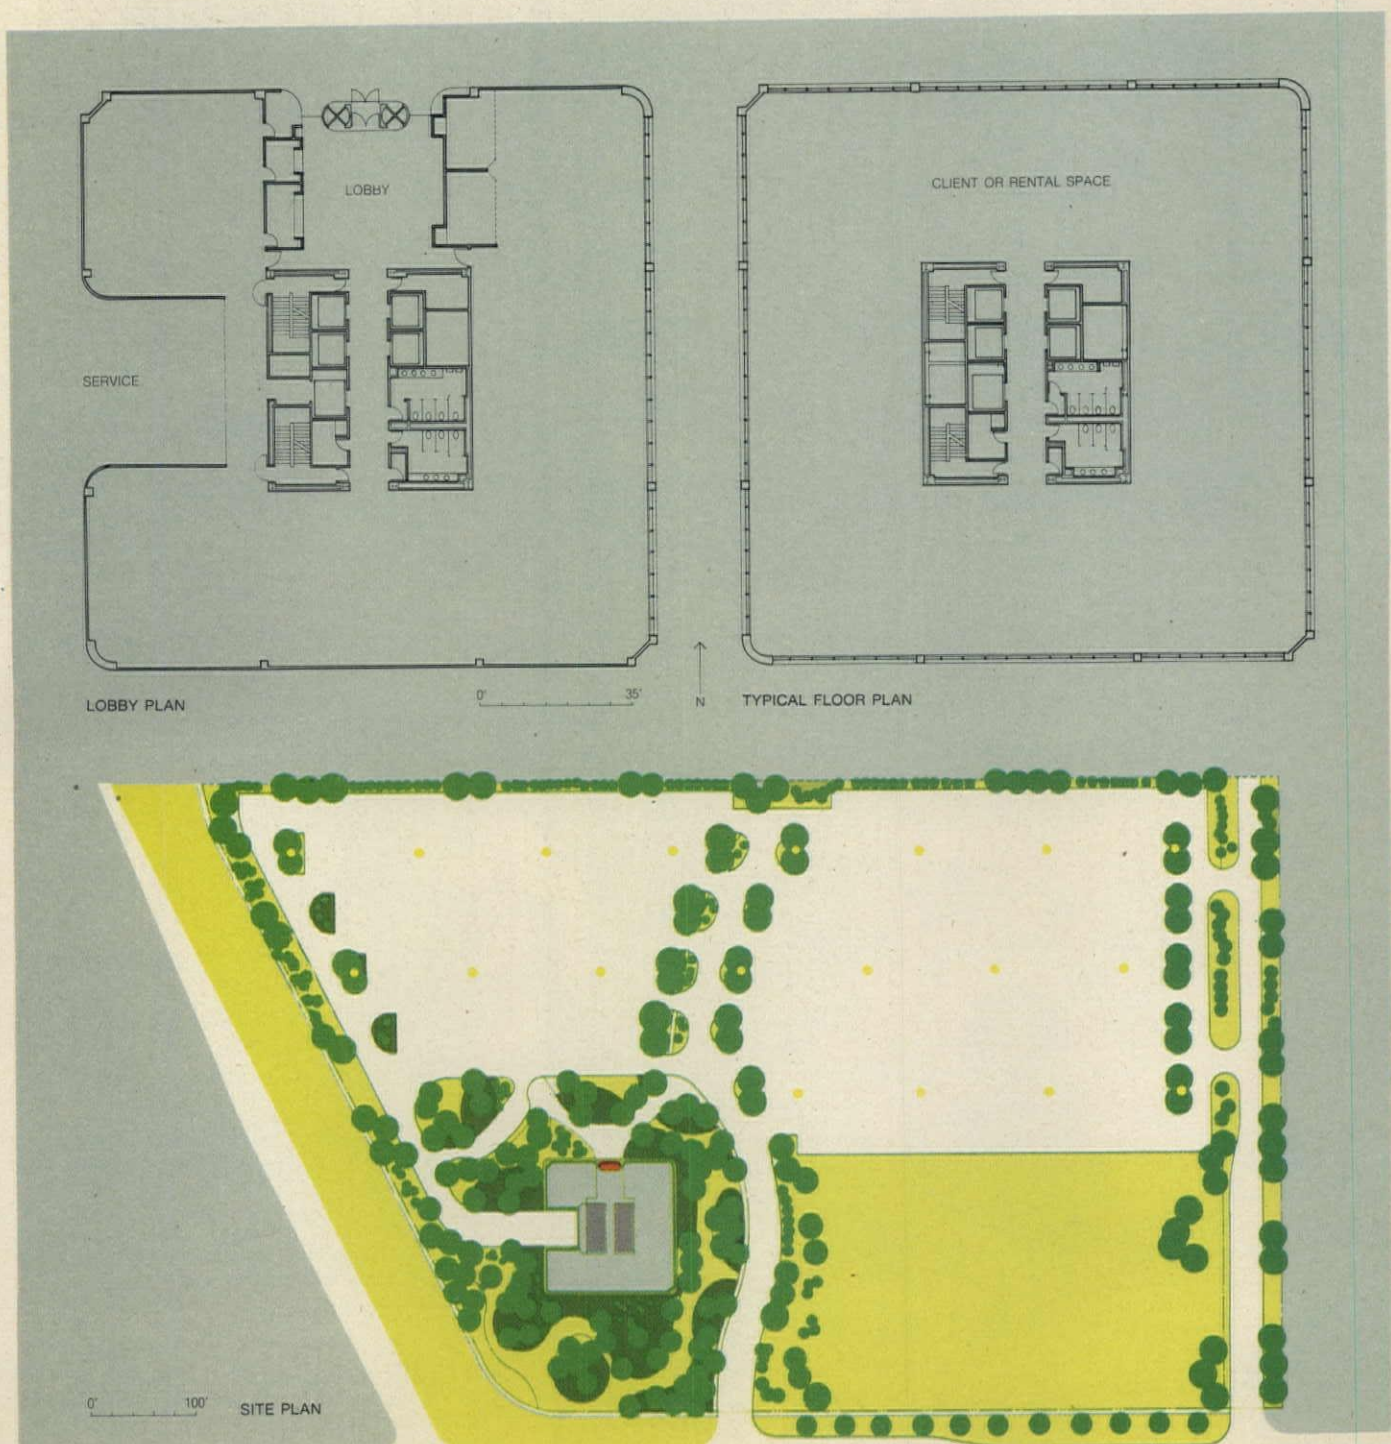 LOBBY
CLIENT OR RENTAL SPACE
SERVICE
LOBBY PLAN
0' 35'
N
TYPICAL FLOOR PLAN
0' 100'
SITE PLAN